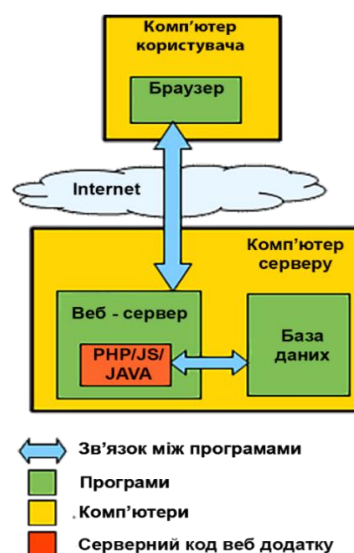 Комп’ютер
користувача
Браузер
Internet
Комп’ютер
серверу
Веб - сервер
PHP/JS/
JAVA
База
даних
Зв’язок між програмами
Програми
.Комп’ютери
Серверний код веб додатку